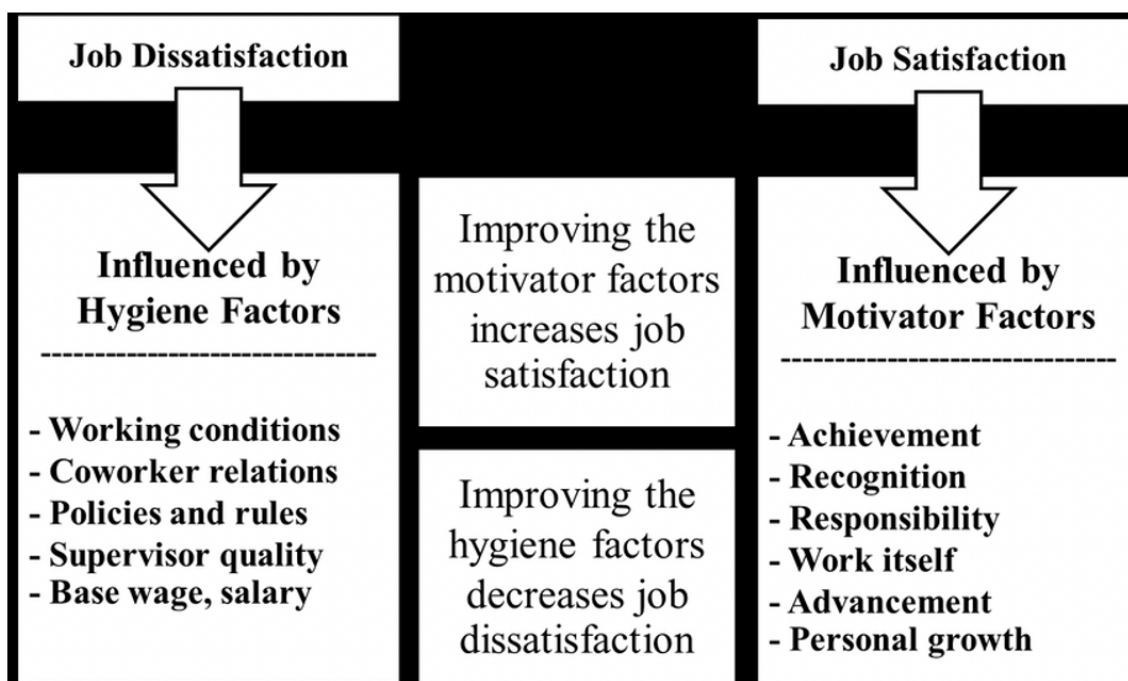 Job Dissatisfaction
Influenced by
Hygiene Factors
--------------------------------
- Working conditions
- Coworker relations
- Policies and rules
- Supervisor quality
- Base wage, salary
Improving the
motivator factors
increases job
satisfaction
Improving the
hygiene factors
decreases job
dissatisfaction
Job Satisfaction
Influenced by
Motivator Factors
--------------------------------
- Achievement
- Recognition
- Responsibility
- Work itself
- Advancement
- Personal growth